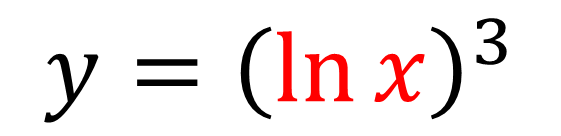 y = (ln x)³